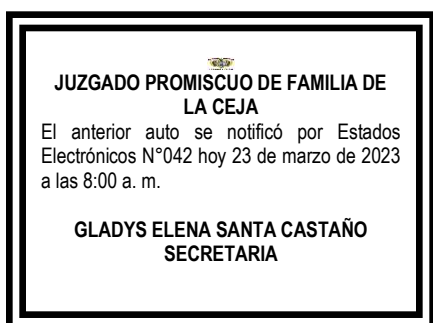 JUZGADO PROMISCUO DE FAMILIA DE
LA CEJA
El anterior auto se notificó por Estados
Electrónicos N°042 hoy 23 de marzo de 2023
a las 8:00 a. m.
GLADYS ELENA SANTA CASTAÑO
SECRETARIA